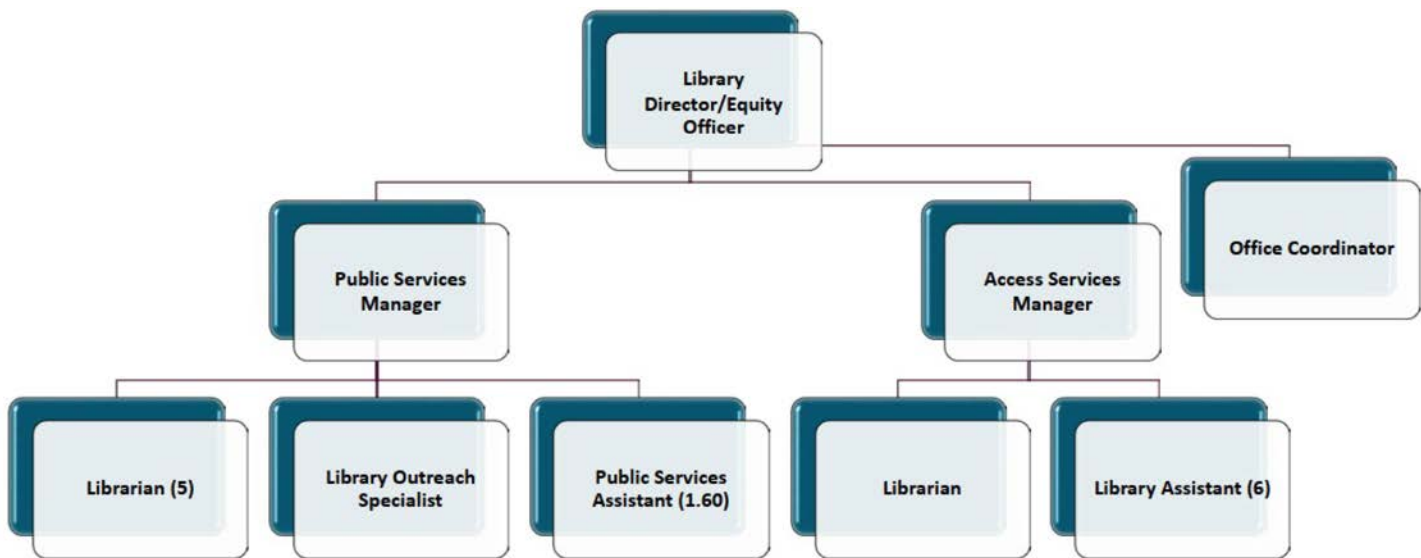 Library
Director/Equity
Officer
Office Coordinator
Public Services
Manager
Access Services
Manager
Librarian (5)
Library Outreach
Specialist
Public Services
Assistant (1.60)
Librarian
Library Assistant (6)